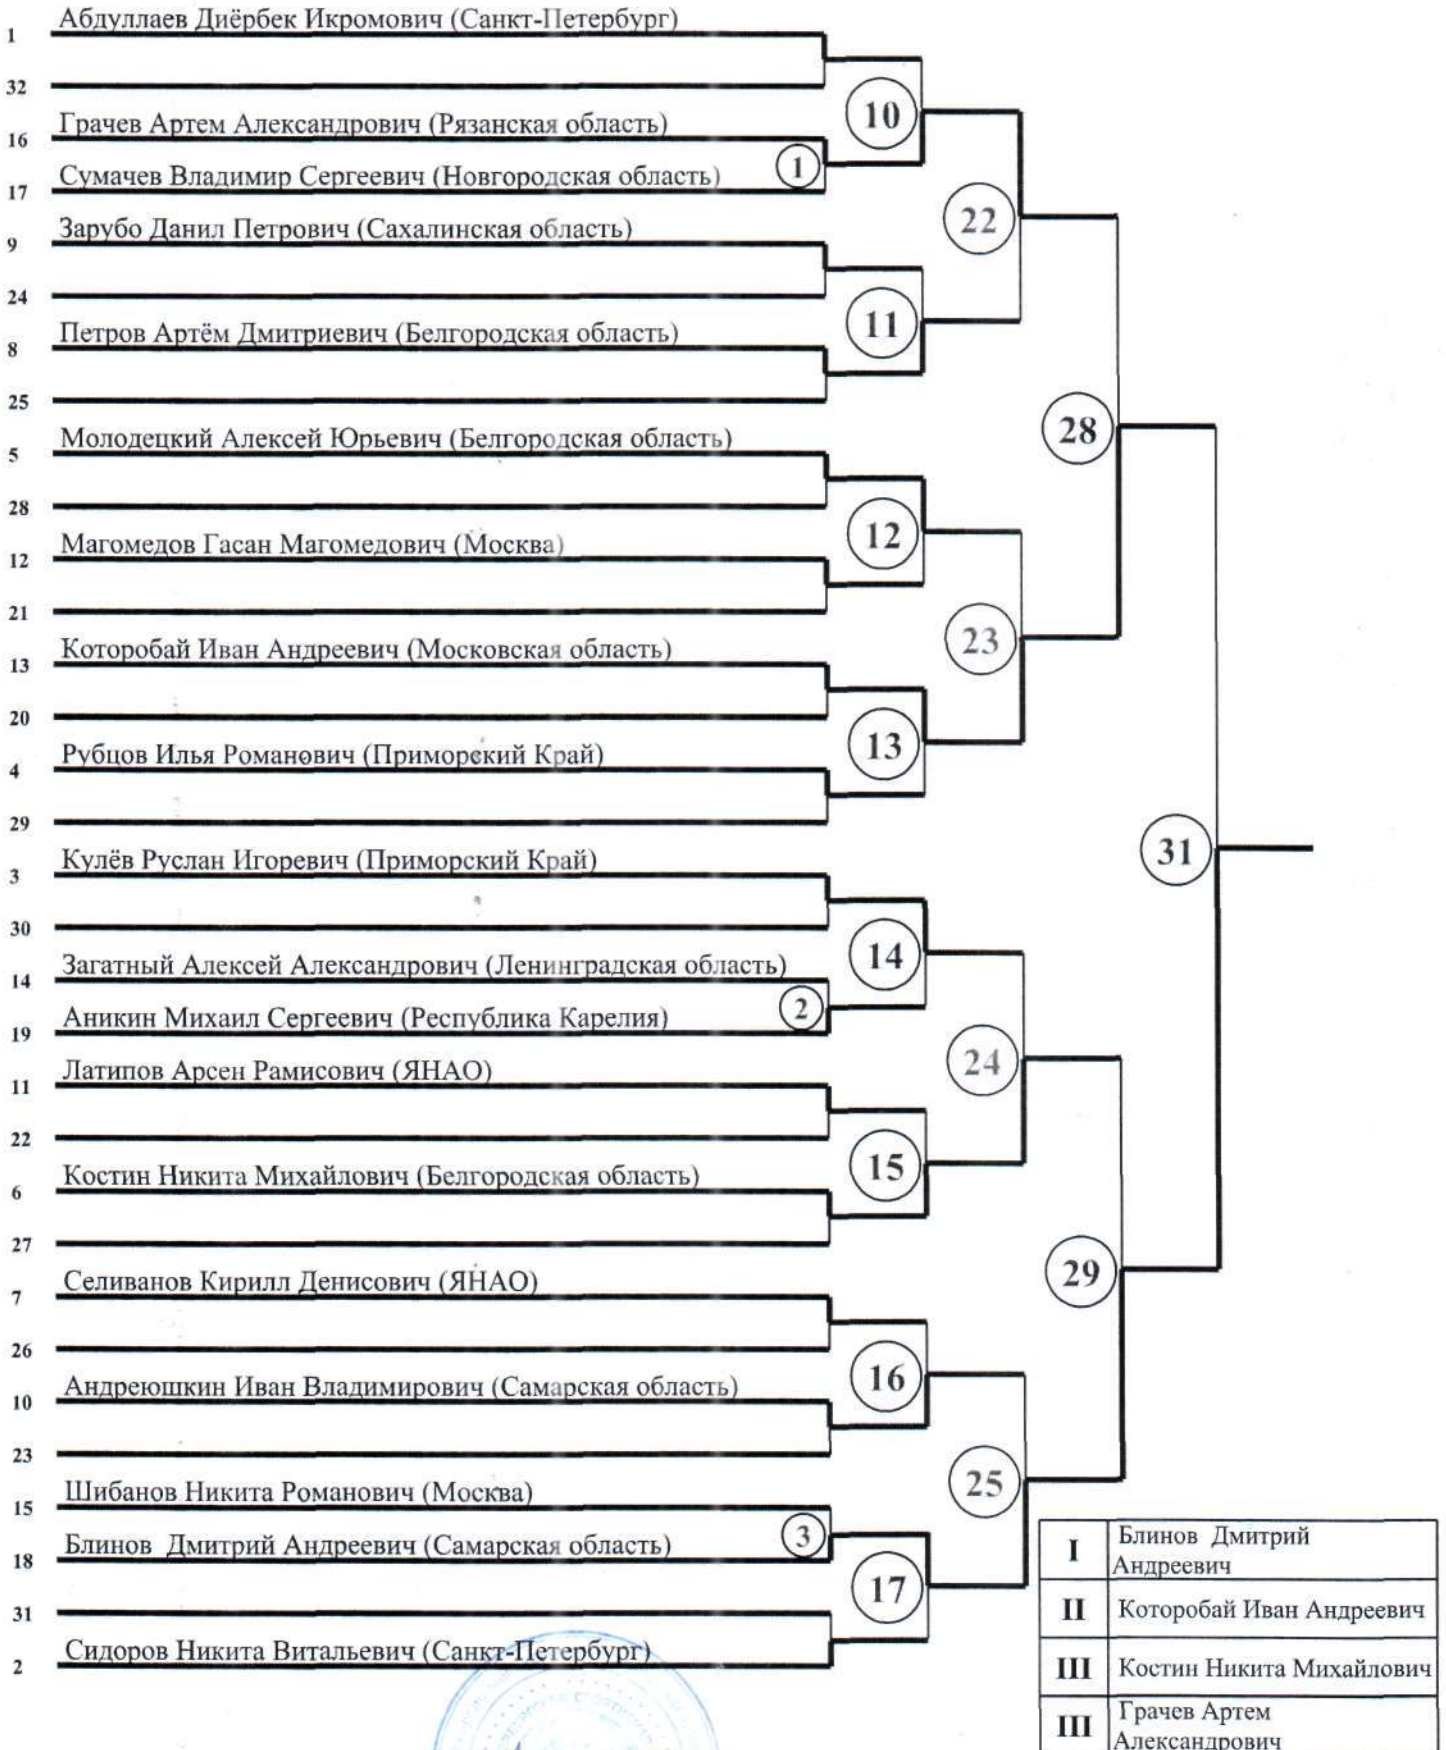 Абдуллаев Диёрбек Икромович (Санкт-Петербург)
1
32
10
Грачев Артем Александрович (Рязанская область)
16
1
Сумачев Владимир Сергеевич (Новгородская область)
17
22
Зарубо Данил Петрович (Сахалинская область)
9
24
11
Петров Артём Дмитриевич (Белгородская область)
8
25
28
Молодецкий Алексей Юрьевич (Белгородская область)
5
28
12
Магомедов Гасан Магомедович (Москва)
12
21
23
Которобай Иван Андреевич (Московская область)
13
20
13
Рубцов Илья Романович (Приморский Край)
4
29
31
Кулёв Руслан Игоревич (Приморский Край)
3
30
14
Загатный Алексей Александрович (Ленинградская область)
14
2
Аникин Михаил Сергеевич (Республика Карелия)
19
24
Латипов Арсен Рамисович (ЯНАО)
11
22
15
Костин Никита Михайлович (Белгородская область)
6
27
29
Селиванов Кирилл Денисович (ЯНАО)
7
26
16
Андреюшкин Иван Владимирович (Самарская область)
10
23
25
Шибанов Никита Романович (Москва)
15
3
Блинов Дмитрий Андреевич (Самарская область)
18
17
31
Сидоров Никита Витальевич (Санкт-Петербург)
2
I Блинов Дмитрий
Андреевич
II Которобай Иван Андреевич
III Костин Никита Михайлович
III Грачев Артем
Александрович